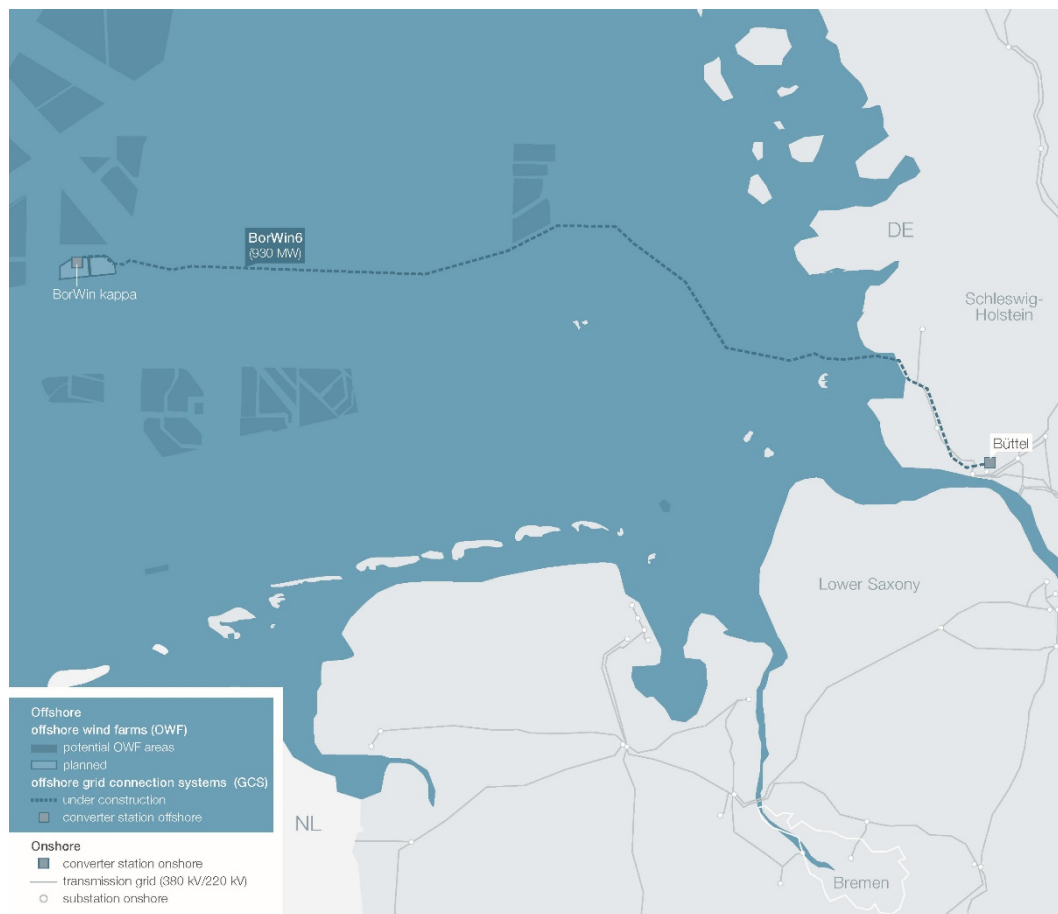 DE
BorWin6
(930 MW)
BorWin kappa
Schleswig-
Holstein
Büttel
Lower Saxony
Offshore
offshore wind farms (OWF)
potential OWF areas
planned
offshore grid connection systems (GCS)
under construction
converter station offshore
NL
Onshore
converter station onshore
transmission grid (380 kV/220 kV)
substation onshore
Bremen